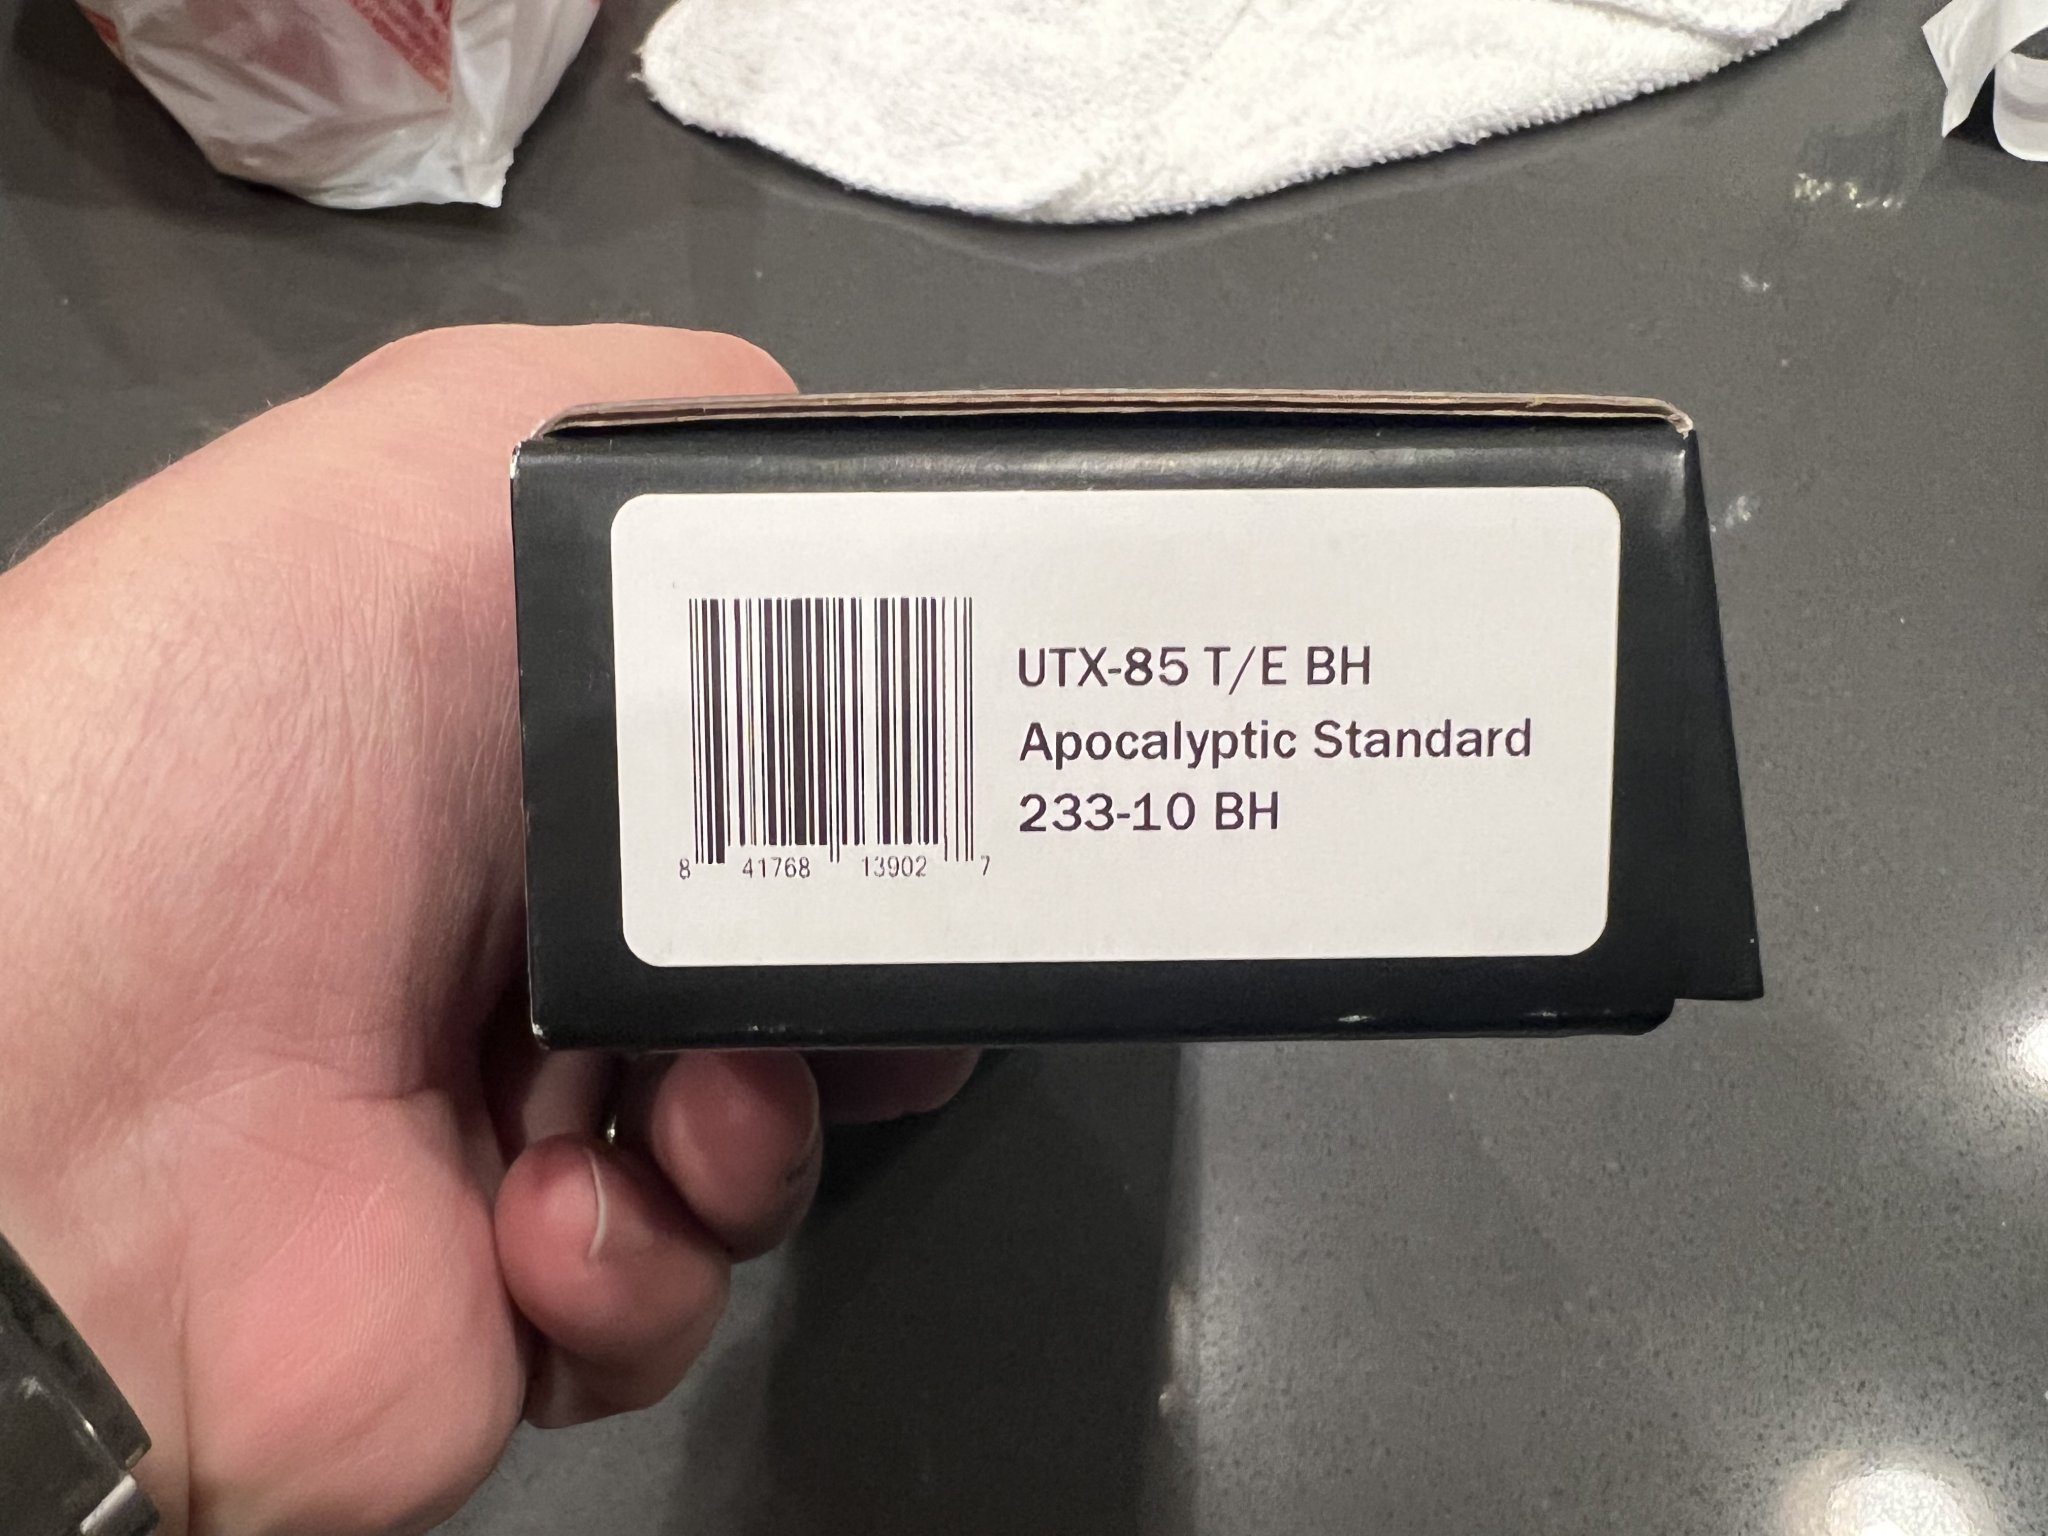 UTX-85 T/E BH
Apocalyptic Standard
233-10 BH
8 41768 13902 7